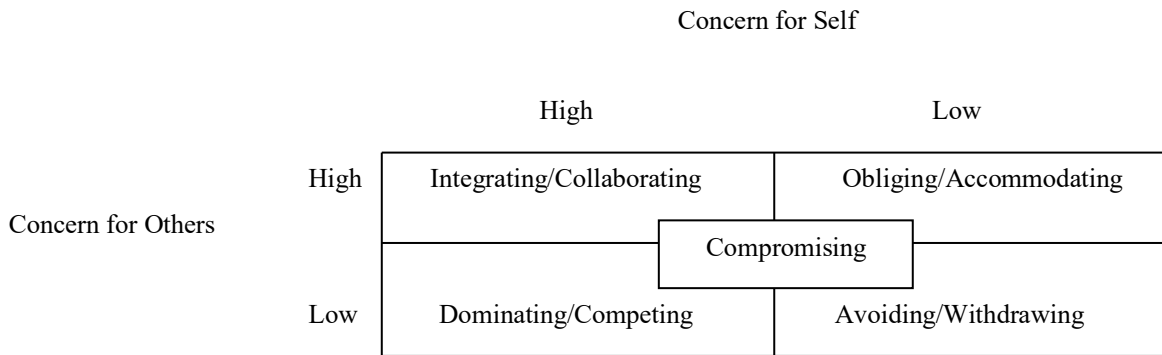 Concern for Self
High Low
High Integrating/Collaborating Obliging/Accommodating
Concern for Others
Compromising
Low Dominating/Competing Avoiding/Withdrawing